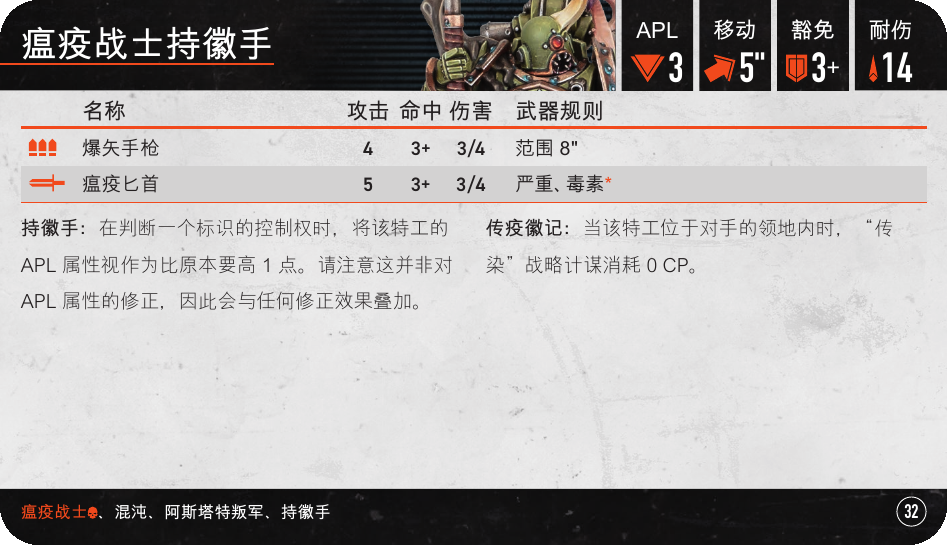 瘟疫战士持徽手
APL 移动 豁免 耐伤
3 5" 3+ 14
名称 攻击 命中 伤害 武器规则
爆矢手枪 4 3+ 3/4 范围 8"
瘟疫匕首 5 3+ 3/4 严重、毒素*
持徽手：在判断一个标识的控制权时，将该特工的
APL 属性视作为比原本要高 1 点。请注意这并非对
APL 属性的修正，因此会与任何修正效果叠加。
传疫徽记：当该特工位于对手的领地内时，“传
染”战略计谋消耗 0 CP。
瘟疫战士、混沌、阿斯塔特叛军、持徽手
32